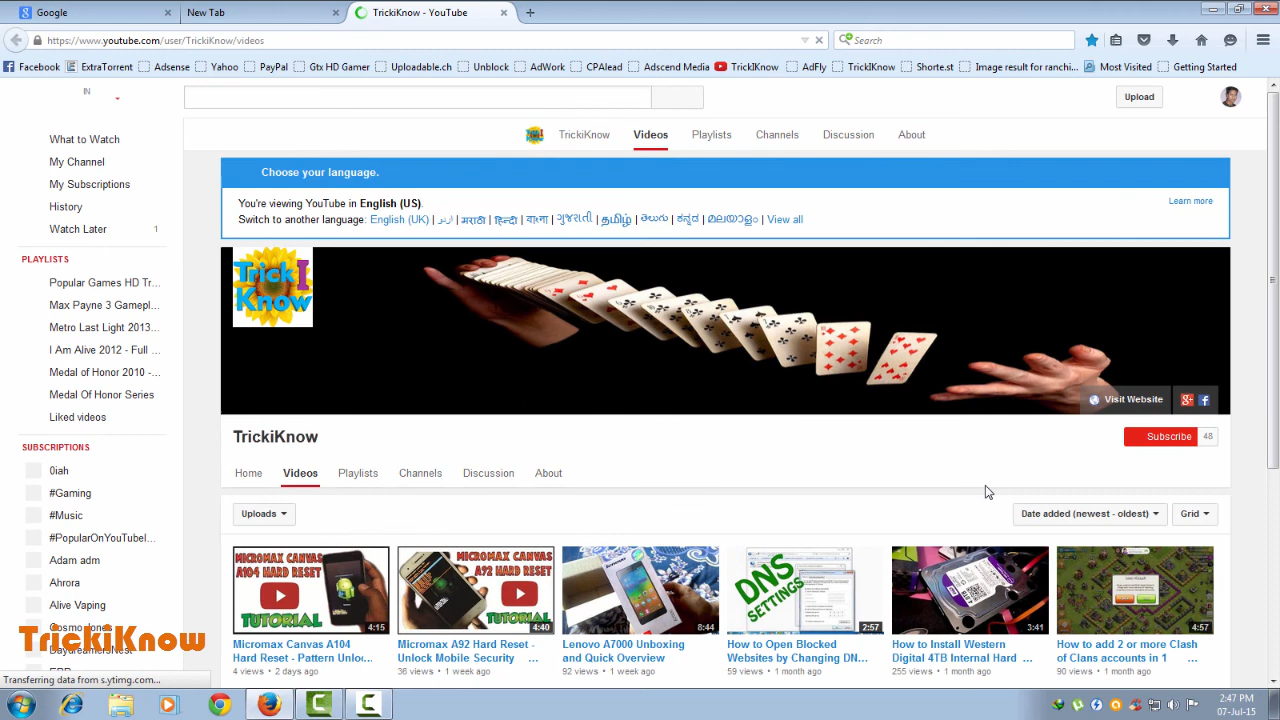 Google
New Tab
TrickiKnow - YouTube
https://www.youtube.com/user/TrickiKnow/videos
Search
Facebook ExtraTorrent Adsense Yahoo PayPal Gtx HD Gamer Uploadable.ch Unblock AdWork CPAlead Adscend Media TrickIKnow AdFly TrickIKnow Shorte.st Image result for ranchi... Most Visited Getting Started
IN
Upload
TrickiKnow Videos Playlists Channels Discussion About
What to Watch
My Channel
My Subscriptions
History
Watch Later 1
PLAYLISTS
Popular Games HD Tr...
Max Payne 3 Gamepl...
Metro Last Light 2013...
I Am Alive 2012 - Full ...
Medal of Honor 2010 -...
Medal Of Honor Series
Liked videos
SUBSCRIPTIONS
0iah
#Gaming
#Music
#PopularOnYouTubeI...
Adam adm
Ahrora
Alive Vaping
Choose your language.
You're viewing YouTube in English (US).
Learn more
Switch to another language: English (UK) | اردو | मराठी | हिन्दी | বাংলা | ગુજરાતી | தமிழ் | తెలుగు | ಕನ್ನಡ | മലയാളം | View all
Trick I
Know
Visit Website
TrickiKnow
Subscribe 48
Home Videos Playlists Channels Discussion About
Uploads
Date added (newest - oldest)
Grid
MICROMAX CANVAS
A104 HARD RESET
TUTORIAL
4:15
MICROMAX CANVAS
A92 HARD RESET
TUTORIAL
4:40
8:44
DNS
SETTINGS
2:57
3:41
4:57
Micromax Canvas A104
Hard Reset - Pattern Unloc...
4 views • 2 days ago
Micromax A92 Hard Reset -
Unlock Mobile Security ...
36 views • 1 week ago
Lenovo A7000 Unboxing
and Quick Overview
92 views • 1 week ago
How to Open Blocked
Websites by Changing DN...
59 views • 1 month ago
How to Install Western
Digital 4TB Internal Hard ...
255 views • 1 month ago
How to add 2 or more Clash
of Clans accounts in 1 ...
90 views • 1 month ago
TrickiKnow
Transferring data from s.ytimg.com...
2:47 PM
07-Jul-15